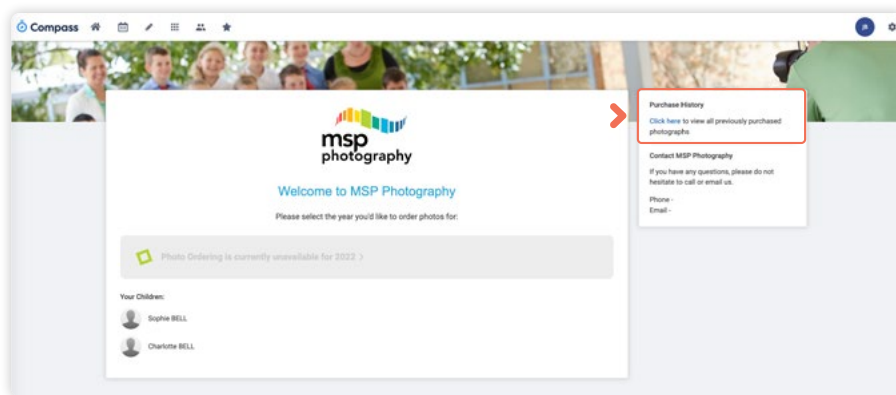 Compass
msp
photography
Welcome to MSP Photography
Please select the year you'd like to order photos for:
Photo Ordering is currently unavailable for 2022 >
Your Children:
Sophie BELL
Charlotte BELL
Purchase History
Click here to view all previously purchased
photographs
Contact MSP Photography
If you have any questions, please do not
hesitate to call or email us.
Phone -
Email -